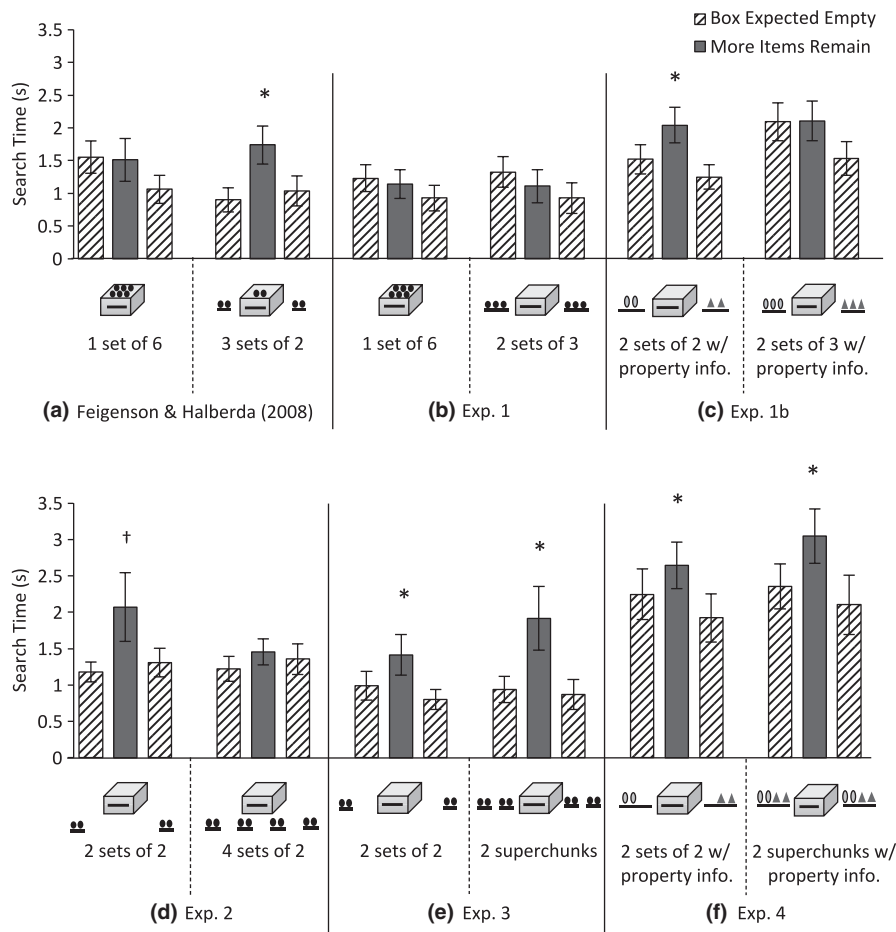 Box Expected Empty
More Items Remain
Search Time (s)
3.5
3
2.5
2
1.5
1
0.5
0
*
*
1 set of 6
3 sets of 2
1 set of 6
2 sets of 3
2 sets of 2 w/
property info.
2 sets of 3 w/
property info.
(a) Feigenson & Halberda (2008)
(b) Exp. 1
(c) Exp. 1b
Search Time (s)
3.5
3
2.5
2
1.5
1
0.5
0
†
*
*
*
*
2 sets of 2
4 sets of 2
2 sets of 2
2 superchunks
2 sets of 2 w/
property info.
2 superchunks w/
property info.
(d) Exp. 2
(e) Exp. 3
(f) Exp. 4